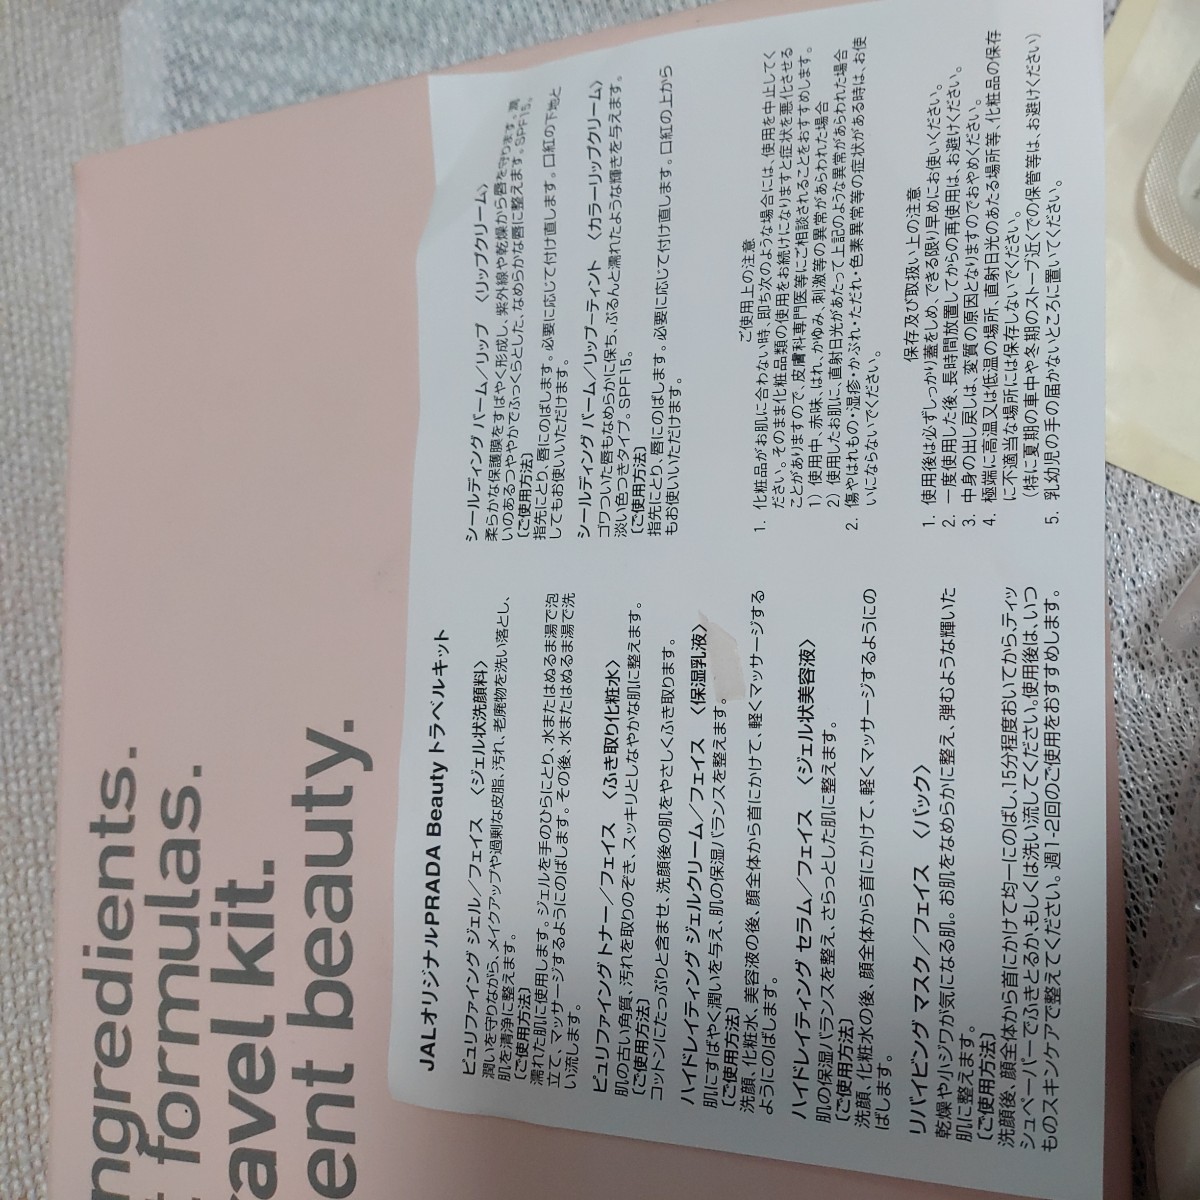 ngredients.
formulas.
avel kit.
ent beauty.
JALオリジナルPRADA Beauty トラベルキット
ピュリファイング ジェル／フェイス 〈ジェル状洗顔料〉
潤いを守りながら、メイクアップや過剰な皮脂、汚れ、老廃物を洗い落とし、
肌を清浄に整えます。
〔ご使用方法〕
濡れた肌に使用します。ジェルを手のひらにとり、水またはぬるま湯で泡
立て、マッサージするようにのばします。その後、水またはぬるま湯で洗
い流します。
ピュリファイング トナー／フェイス 〈ふき取り化粧水〉
肌の古い角質、汚れを取りのぞき、スッキリとしなやかな肌に整えます。
〔ご使用方法〕
コットンにたっぷりと含ませ、洗顔後の肌をやさしくふき取ります。
ハイドレイティング ジェルクリーム／フェイス 〈保湿乳液〉
肌にすばやく潤いを与え、肌の保湿バランスを整えます。
〔ご使用方法〕
洗顔、化粧水、美容液の後、顔全体から首にかけて、軽くマッサージする
ようにのばします。
ハイドレイティング セラム／フェイス 〈ジェル状美容液〉
肌の保湿バランスを整え、さらっとした肌に整えます。
〔ご使用方法〕
洗顔、化粧水の後、顔全体から首にかけて、軽くマッサージするようにの
ばします。
リバイビング マスク／フェイス 〈パック〉
乾燥や小ジワが気になる肌。お肌をなめらかに整え、弾むような輝いた
肌に整えます。
〔ご使用方法〕
洗顔後、顔全体から首にかけて均一にのばし、15分程度おいてから、ティッ
シュペーパーでふきとるか、もしくは洗い流してください。使用後は、いつ
ものスキンケアで整えてください。週1-2回のご使用をおすすめします。
シールディング バーム／リップ 〈リップクリーム〉
柔らかな保護膜をすばやく形成し、紫外線や乾燥から唇を守ります。潤
いのあるつややかでふっくらとした、なめらかな唇に整えます。SPF15。
〔ご使用方法〕
指先にとり、唇にのばします。必要に応じて付け直します。口紅の下地と
してもお使いいただけます。
シールディング バーム／リップーティント 〈カラーリップクリーム〉
ゴワついた唇もなめらかに保ち、ぷるんと濡れたような輝きを与えます。
淡い色つきタイプ。SPF15。
〔ご使用方法〕
指先にとり、唇にのばします。必要に応じて付け直します。口紅の上から
もお使いいただけます。
ご使用上の注意
1. 化粧品がお肌に合わない時、即ち次のような場合には、使用を中止してく
ださい。そのまま化粧品類の使用をお続けになりますと症状を悪化させる
ことがありますので、皮膚科専門医等にご相談されることをおすすめします。
1) 使用中、赤味、はれ、かゆみ、刺激等の異常があらわれた場合
2) 使用したお肌に、直射日光があたって上記のような異常があらわれた場合
2. 傷やはれもの・湿疹・かぶれ・ただれ・色素異常等の症状がある時は、お使
いにならないでください。
保存及び取扱い上の注意
1. 使用後は必ずしっかり蓋をしめ、できる限り早めにお使いください。
2. 一度使用した後、長時間放置してからの再使用は、お避けください。
3. 中身の出し戻しは、変質の原因となりますのでおやめください。
4. 極端に高温又は低温の場所、直射日光のあたる場所等、化粧品の保存
に不適当な場所には保存しないでください。
(特に夏期の車中や冬期のストーブ近くでの保管等は、お避けください)
5. 乳幼児の手の届かないところに置いてください。